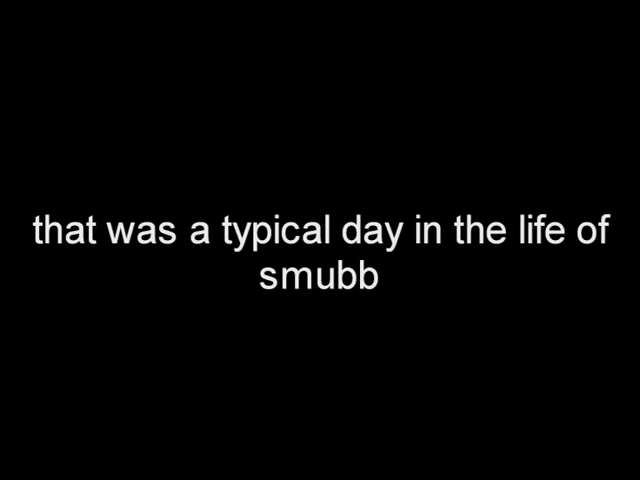 that was a typical day in the life of
smubb